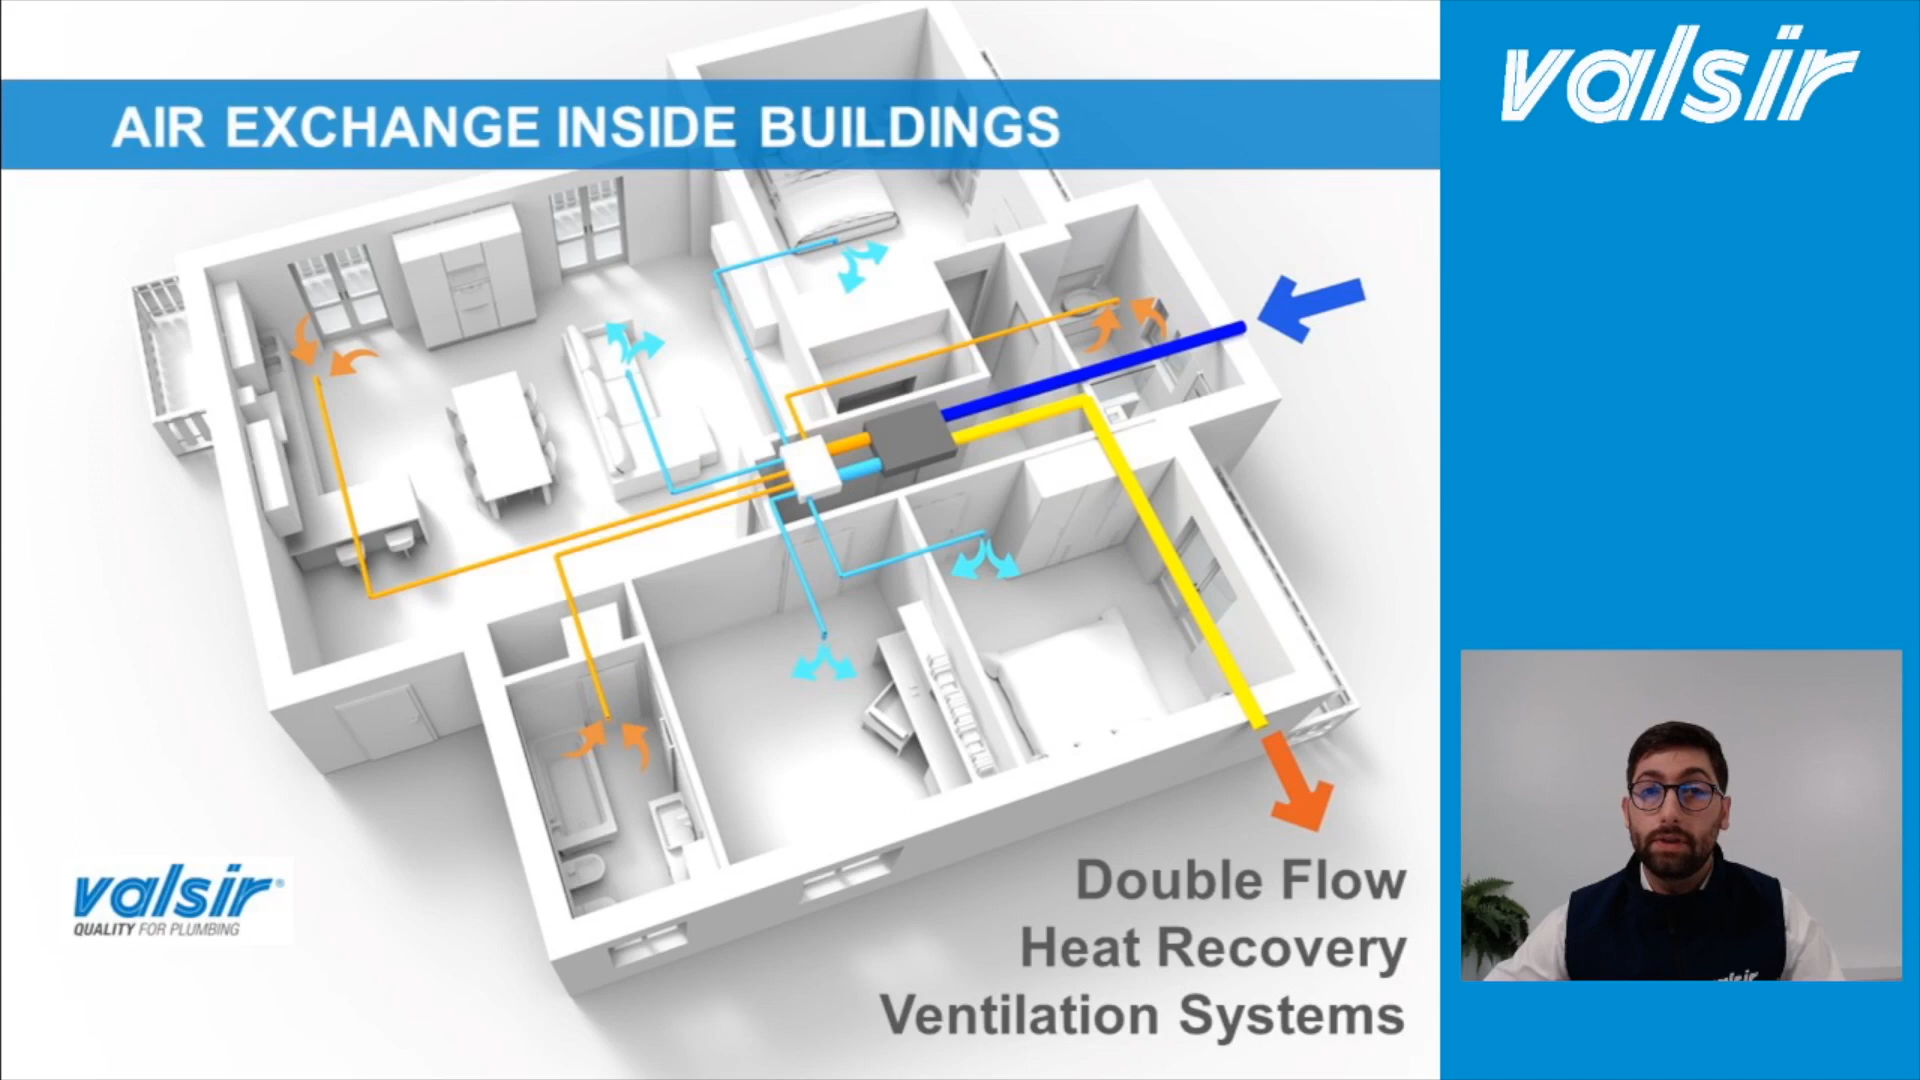 AIR EXCHANGE INSIDE BUILDINGS
valsir
valsir®
QUALITY FOR PLUMBING
Double Flow
Heat Recovery
Ventilation Systems